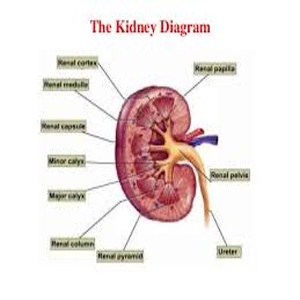 The Kidney Diagram
Renal cortex
Renal papilla
Renal medulla
Renal capsule
Minor calyx
Renal pelvis
Major calyx
Renal column
Renal pyramid
Ureter